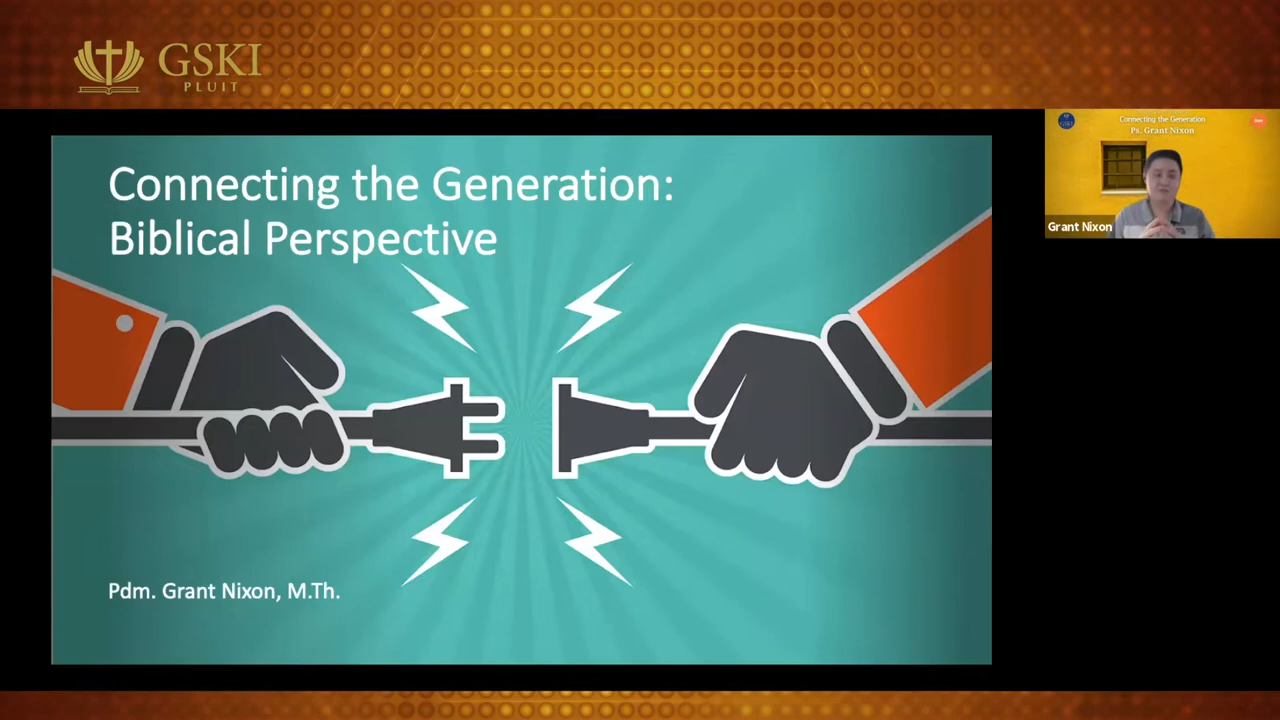 GSKI
PLUIT
Connecting the Generation:
Biblical Perspective
Pdm. Grant Nixon, M.Th.
Connecting the Generation
Ps. Grant Nixon
Grant Nixon